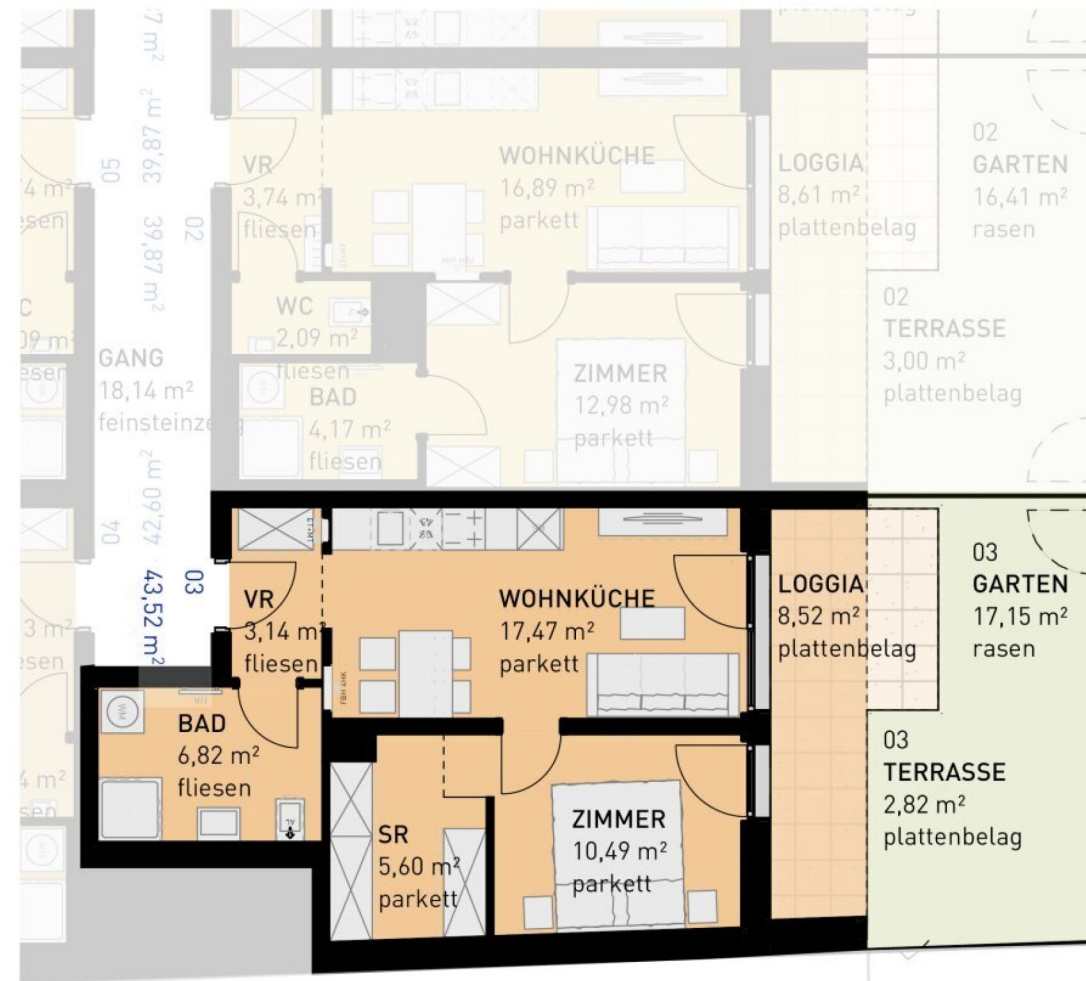 VR
3,74 m²
fliesen
WOHNKÜCHE
16,89 m²
parkett
LOGGIA
8,61 m²
plattenbelag
02
GARTEN
16,41 m²
rasen
05
39,87 m²
02
39,87 m²
WC
2,09 m²
fliesen
BAD
4,17 m²
fliesen
WM
ZIMMER
12,98 m²
parkett
02
TERRASSE
3,00 m²
plattenbelag
GANG
18,14 m²
04
42,60 m²
03
43,52 m²
VR
3,14 m²
fliesen
WOHNKÜCHE
17,47 m²
parkett
LOGGIA
8,52 m²
plattenbelag
03
GARTEN
17,15 m²
rasen
BAD
6,82 m²
fliesen
WM
HK
AL
SR
5,60 m²
parkett
ZIMMER
10,49 m²
parkett
03
TERRASSE
2,82 m²
plattenbelag